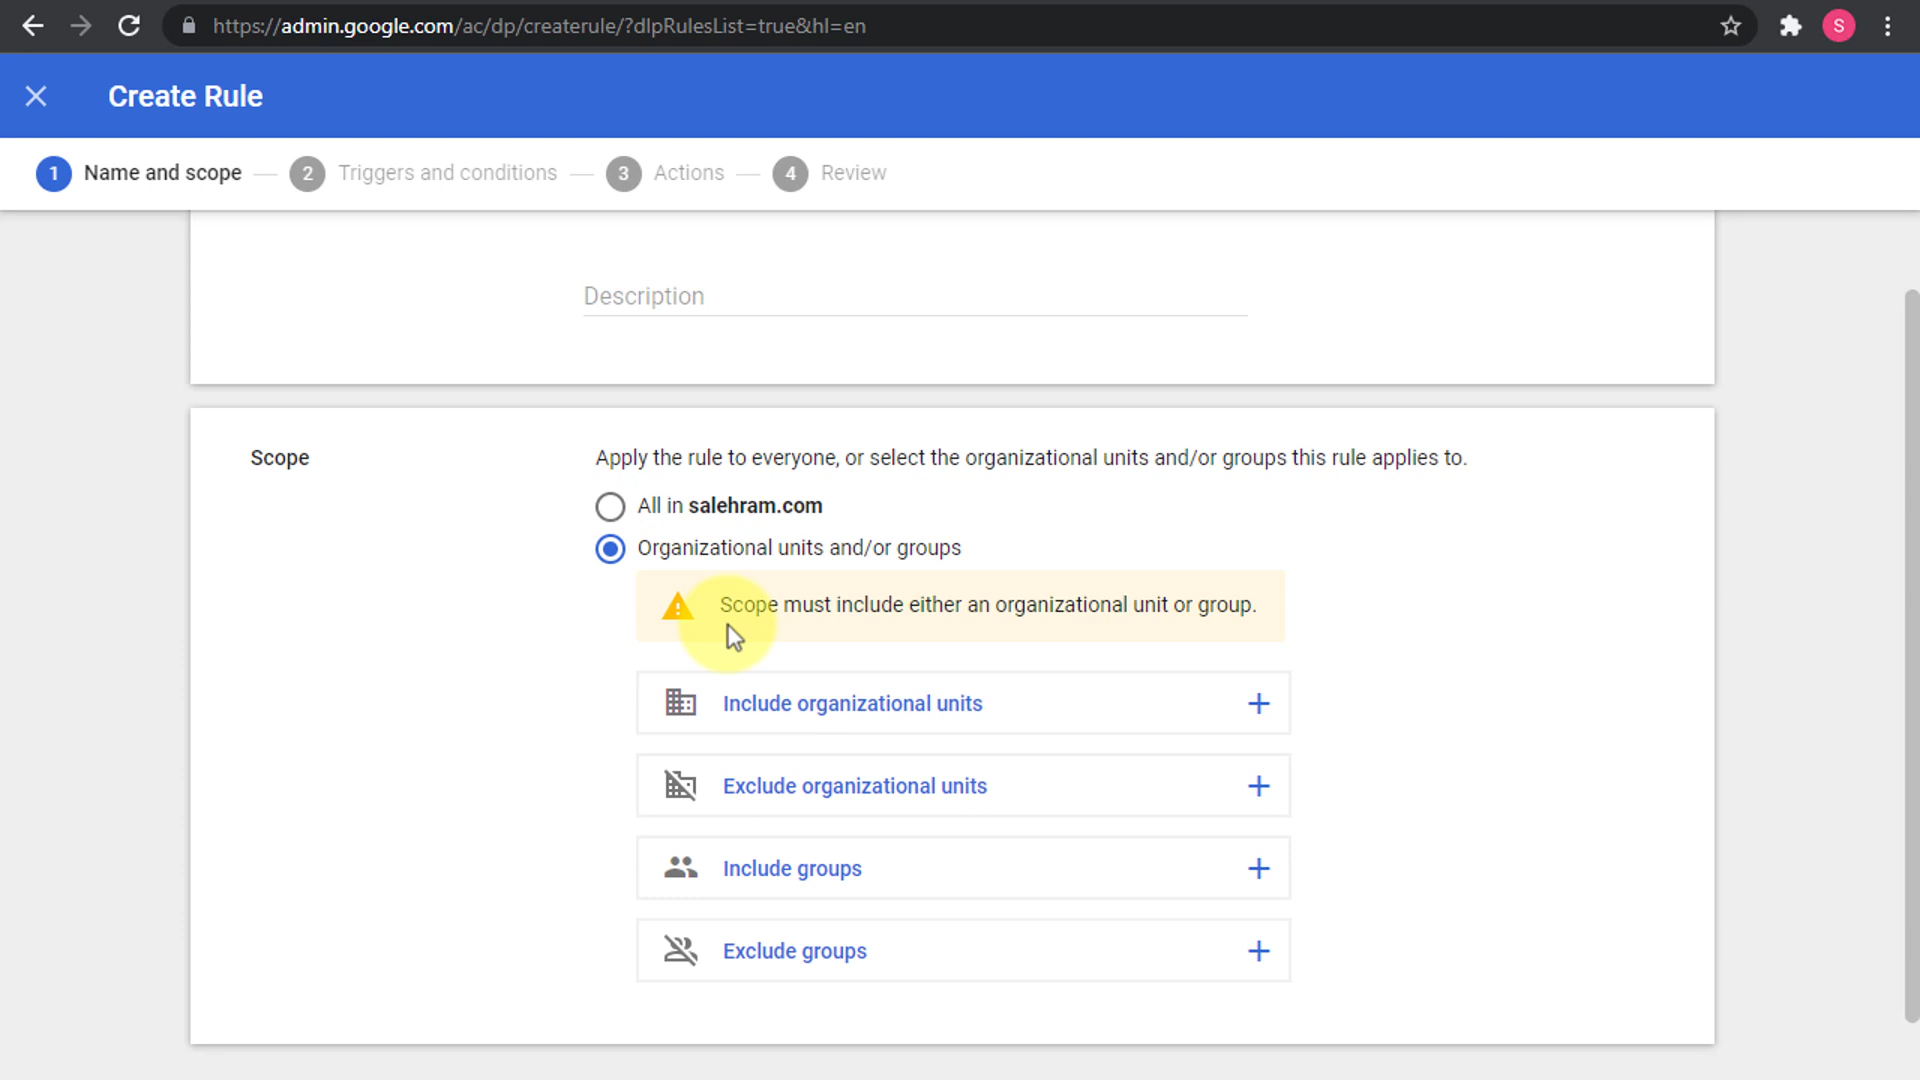 https://admin.google.com/ac/dp/createrule/?dlpRulesList=true&hl=en
S
Create Rule
1 Name and scope — 2 Triggers and conditions — 3 Actions — 4 Review
Description
Scope
Apply the rule to everyone, or select the organizational units and/or groups this rule applies to.
All in salehram.com
Organizational units and/or groups
Scope must include either an organizational unit or group.
Include organizational units
Exclude organizational units
Include groups
Exclude groups